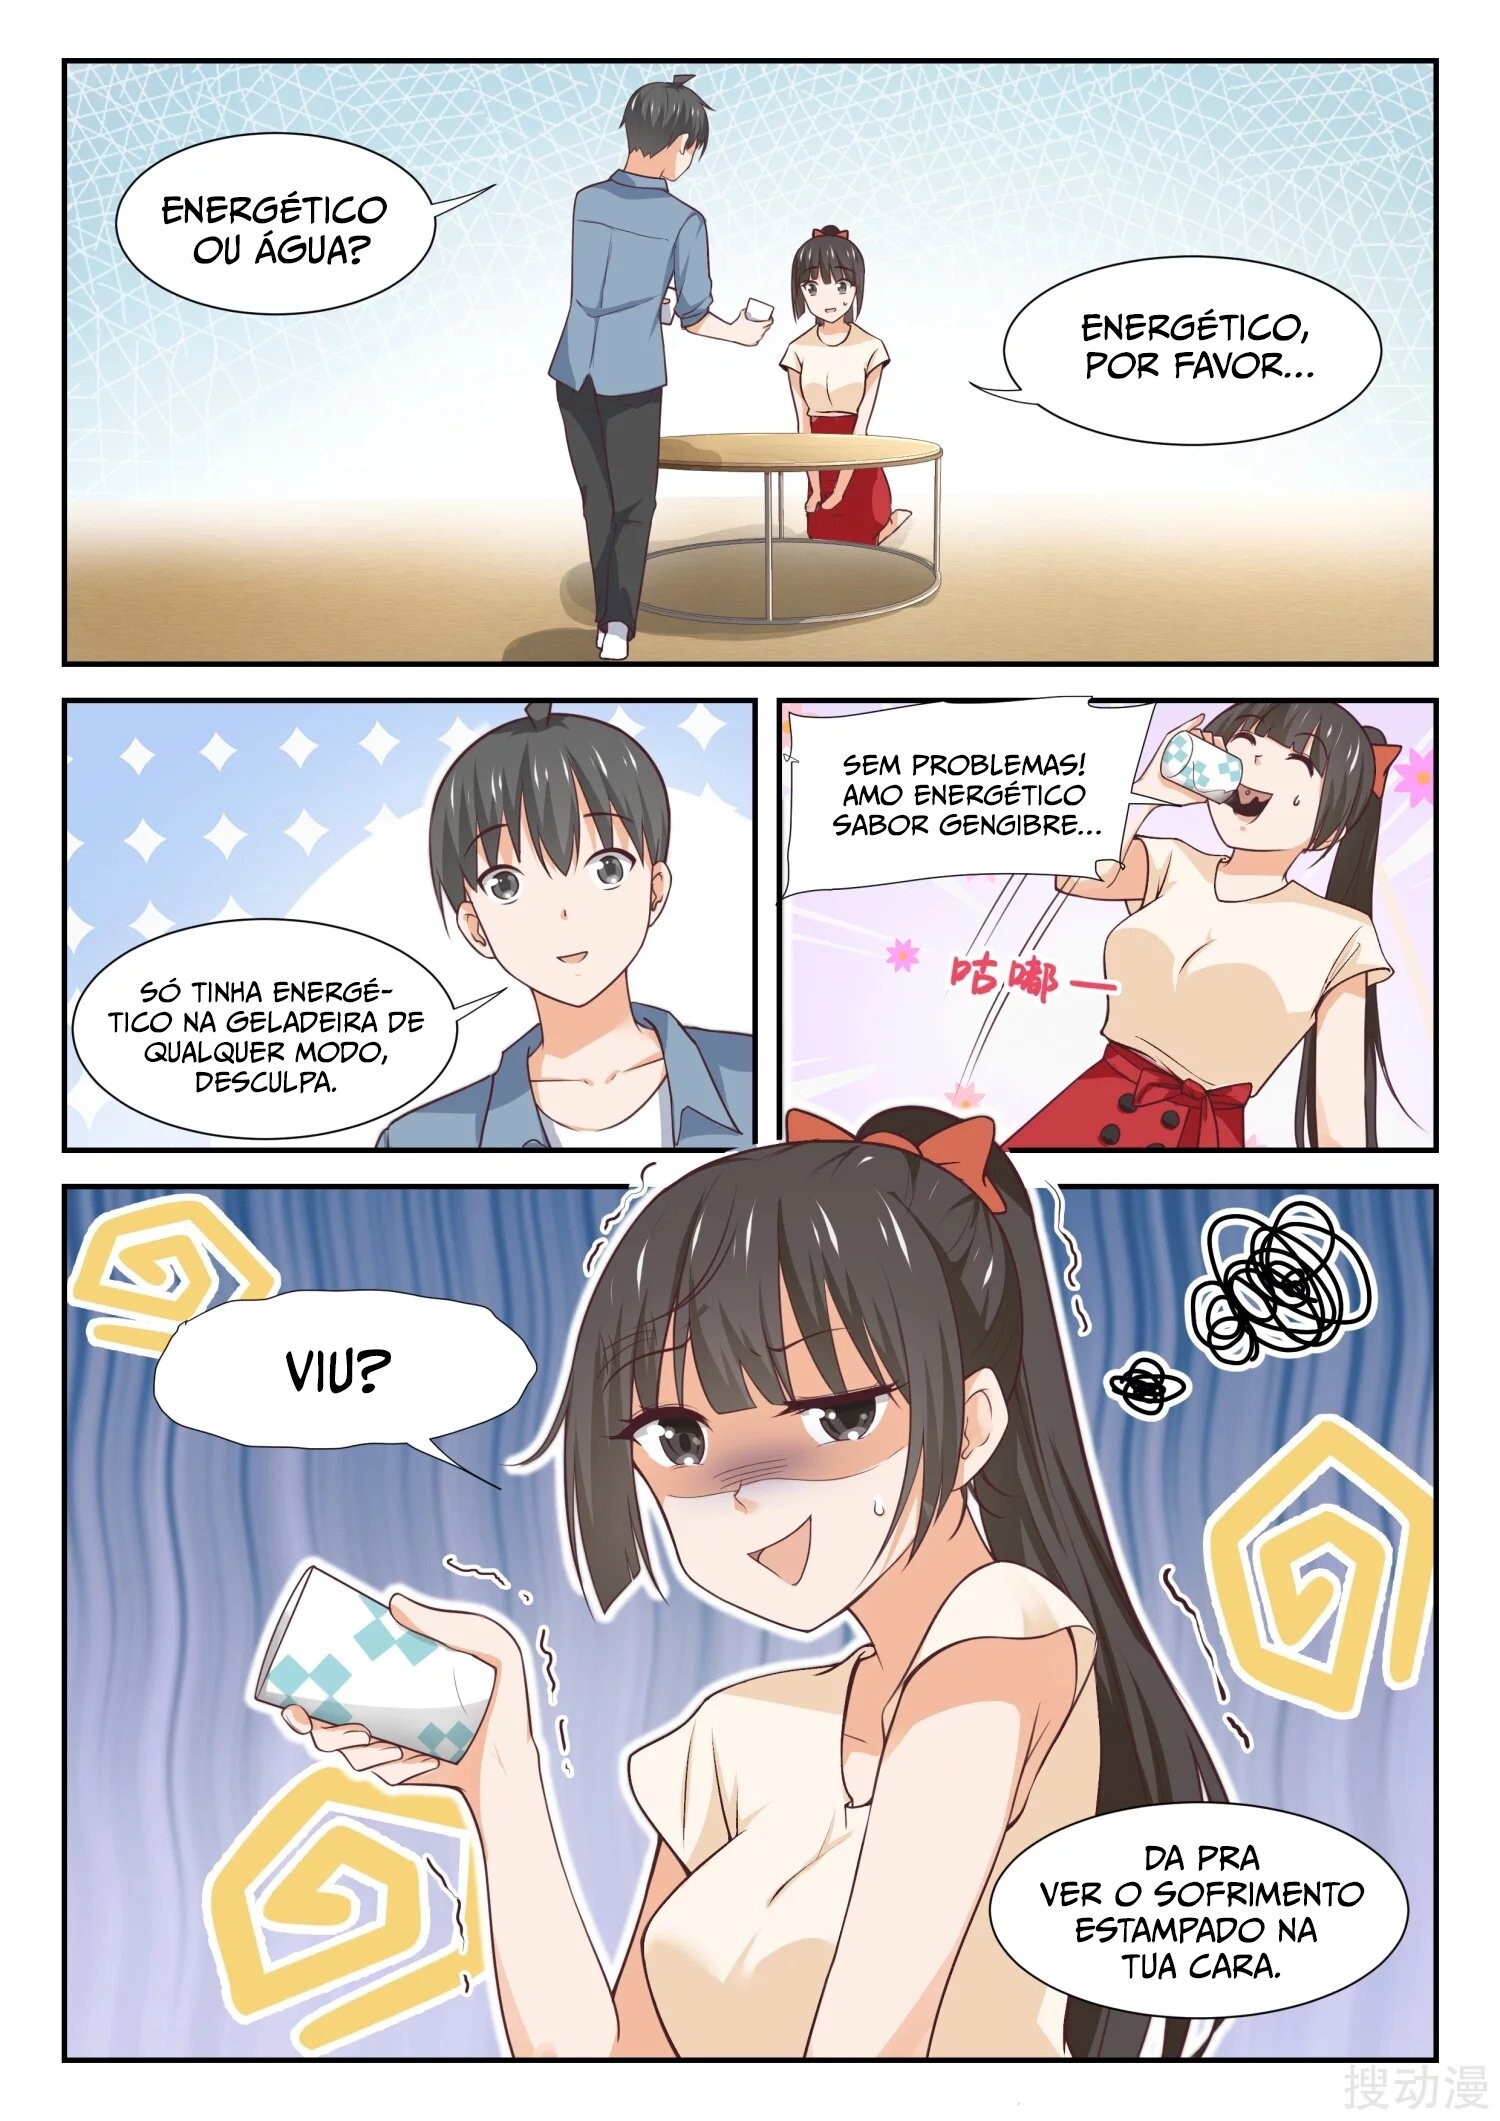 ENERGÉTICO
OU ÁGUA?
ENERGÉTICO,
POR FAVOR...
SÓ TINHA ENERGÉ-
TICO NA GELADEIRA DE
QUALQUER MODO,
DESCULPA.
SEM PROBLEMAS!
AMO ENERGÉTICO
SABOR GENGIBRE...
咕嘟—
VIU?
DA PRA
VER O SOFRIMENTO
ESTAMPADO NA
TUA CARA.
搜动漫